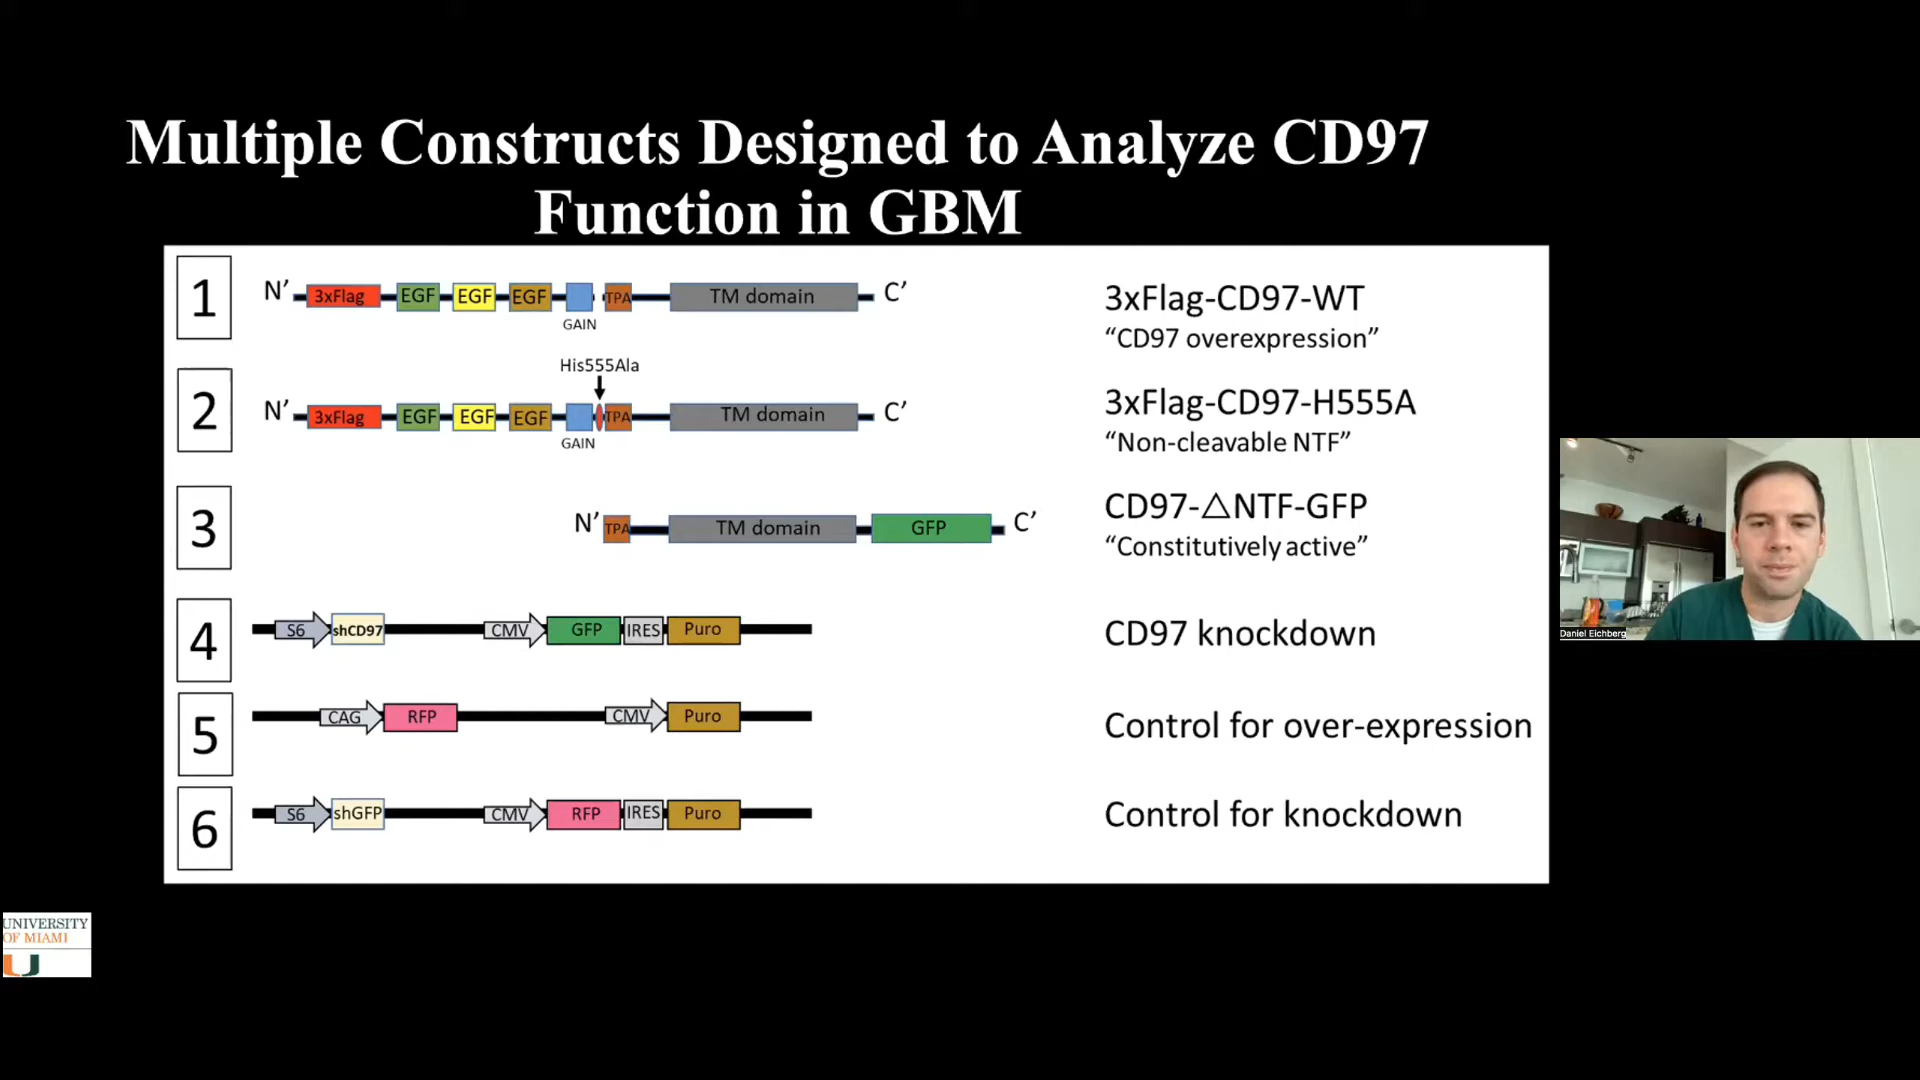 Multiple Constructs Designed to Analyze CD97
Function in GBM
1
N’ 3xFlag EGF EGF EGF TPA TM domain C’
GAIN
3xFlag-CD97-WT
“CD97 overexpression”
His555Ala
2
N’ 3xFlag EGF EGF EGF TPA TM domain C’
GAIN
3xFlag-CD97-H555A
“Non-cleavable NTF”
3
N’ TPA TM domain GFP C’
CD97-△NTF-GFP
“Constitutively active”
4
S6 shCD97 CMV GFP IRES Puro
CD97 knockdown
5
CAG RFP CMV Puro
Control for over-expression
6
S6 shGFP CMV RFP IRES Puro
Control for knockdown
Daniel Eichberg
UNIVERSITY
OF MIAMI
U